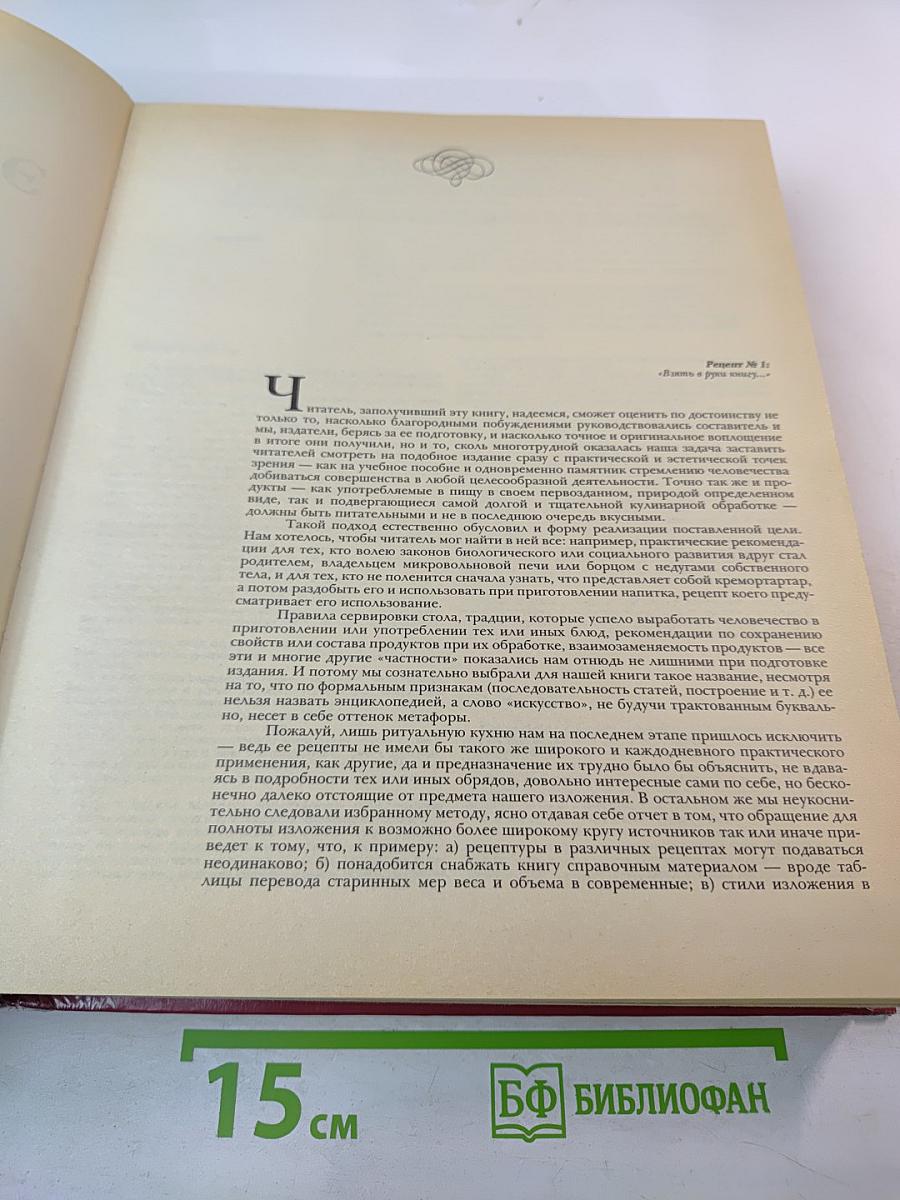 Рецепт № 1:
«Взять в руки книгу...»
Читатель, заполучивший эту книгу, надеемся, сможет оценить по достоинству не
только то, насколько благородными побуждениями руководствовались составитель и
мы, издатели, берясь за ее подготовку, и насколько точное и оригинальное воплощение
в итоге они получили, но и то, сколь многотрудной оказалась наша задача заставить
читателей смотреть на подобное издание сразу с практической и эстетической точек
зрения — как на учебное пособие и одновременно памятник стремлению человечества
добиваться совершенства в любой целесообразной деятельности. Точно так же и про-
дукты — как употребляемые в пищу в своем первозданном, природой определенном
виде, так и подвергающиеся самой долгой и тщательной кулинарной обработке —
должны быть питательными и не в последнюю очередь вкусными.
Такой подход естественно обусловил и форму реализации поставленной цели.
Нам хотелось, чтобы читатель мог найти в ней все: например, практические рекоменда-
ции для тех, кто волею законов биологического или социального развития вдруг стал
родителем, владельцем микровольновой печи или борцом с недугами собственного
тела, и для тех, кто не поленится сначала узнать, что представляет собой кремортартар,
а потом раздобыть его и использовать при приготовлении напитка, рецепт коего преду-
сматривает его использование.
Правила сервировки стола, традции, которые успело выработать человечество в
приготовлении или употреблении тех или иных блюд, рекомендации по сохранению
свойств или состава продуктов при их обработке, взаимозаменяемость продуктов — все
эти и многие другие «частности» показались нам отнюдь не лишними при подготовке
издания. И потому мы сознательно выбрали для нашей книги такое название, несмотря
на то, что по формальным признакам (последовательность статей, построение и т. д.) ее
нельзя назвать энциклопедией, а слово «искусство», не будучи трактованным букваль-
но, несет в себе оттенок метафоры.
Пожалуй, лишь ритуальную кухню нам на последнем этапе пришлось исключить
— ведь ее рецепты не имели бы такого же широкого и каждодневного практического
применения, как другие, да и предназначение их трудно было бы объяснить, не вдава-
ясь в подробности тех или иных обрядов, довольно интересные сами по себе, но беско-
нечно далеко отстоящие от предмета нашего изложения. В остальном же мы неукосни-
тельно следовали избранному методу, ясно отдавая себе отчет в том, что обращение для
полноты изложения к возможно более широкому кругу источников так или иначе при-
ведет к тому, что, к примеру: а) рецептуры в различных рецептах могут подаваться
неодинаково; б) понадобится снабжать книгу справочным материалом — вроде таб-
лицы перевода старинных мер веса и объема в современные; в) стили изложения в
15 см
БФ БИБЛИОФАН